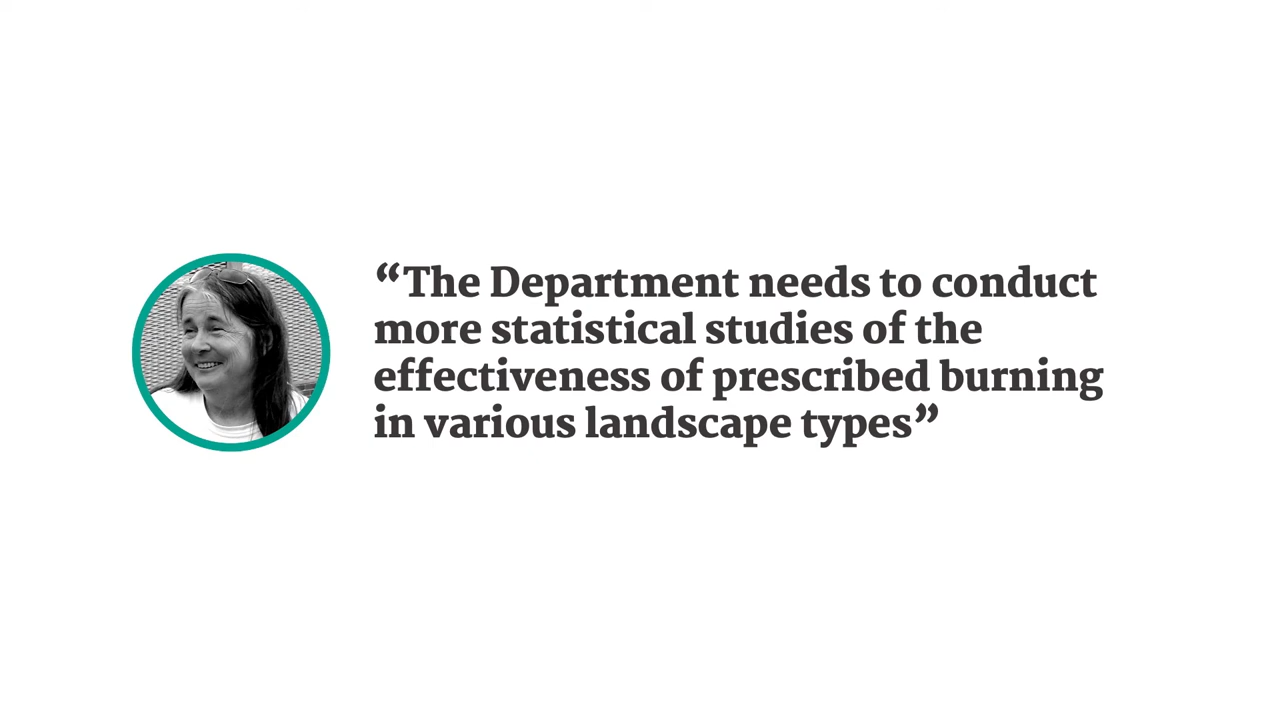 “The Department needs to conduct
more statistical studies of the
effectiveness of prescribed burning
in various landscape types”